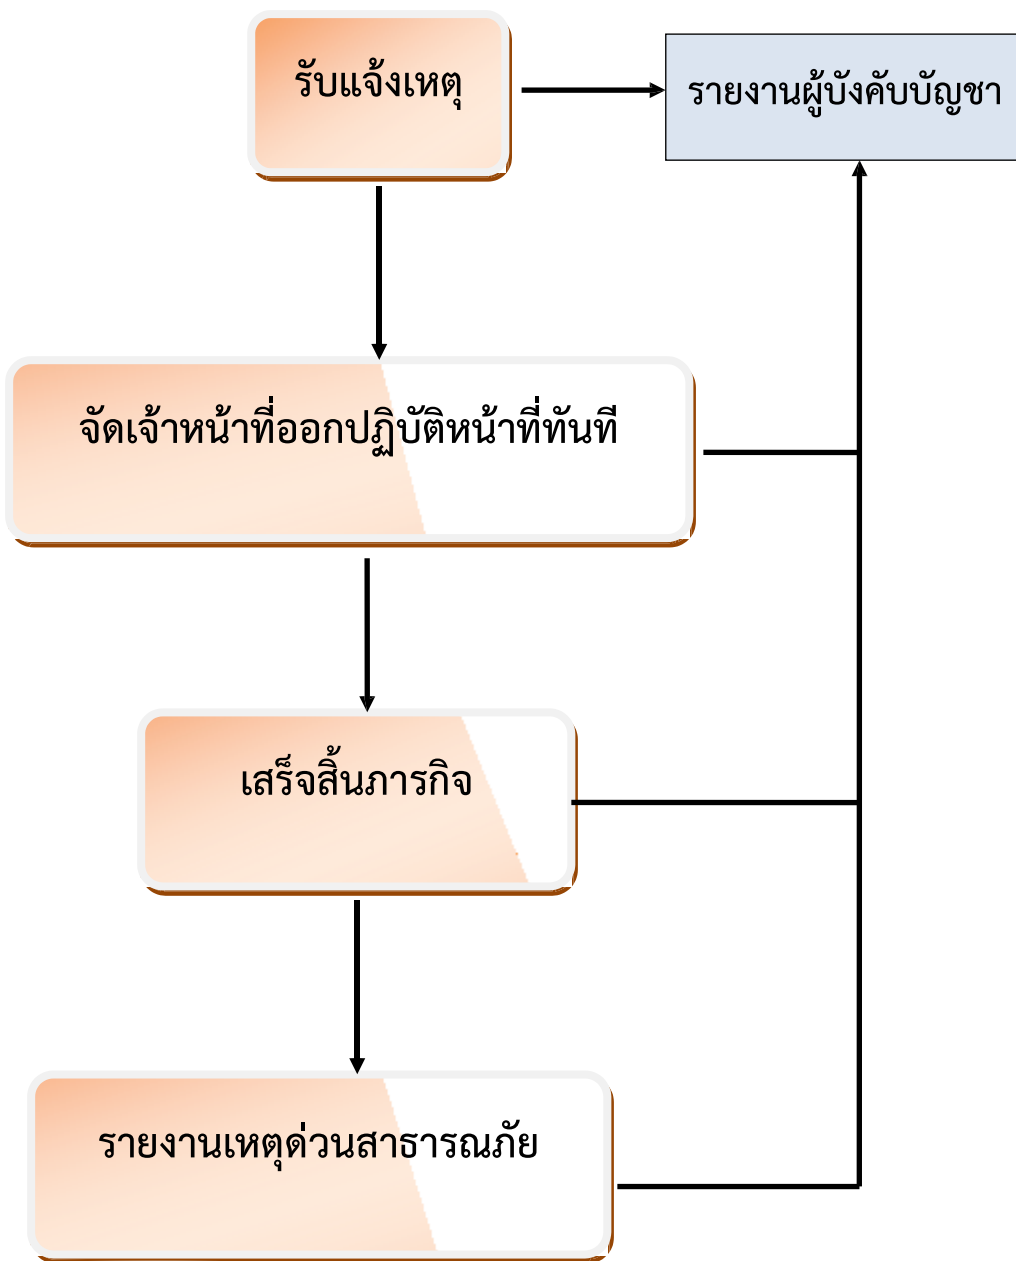 รับแจ้งเหตุ
รายงานผู้บังคับบัญชา
จัดเจ้าหน้าที่ออกปฏิบัติหน้าที่ทันที
เสร็จสิ้นภารกิจ
รายงานเหตุด่วนสาธารณภัย